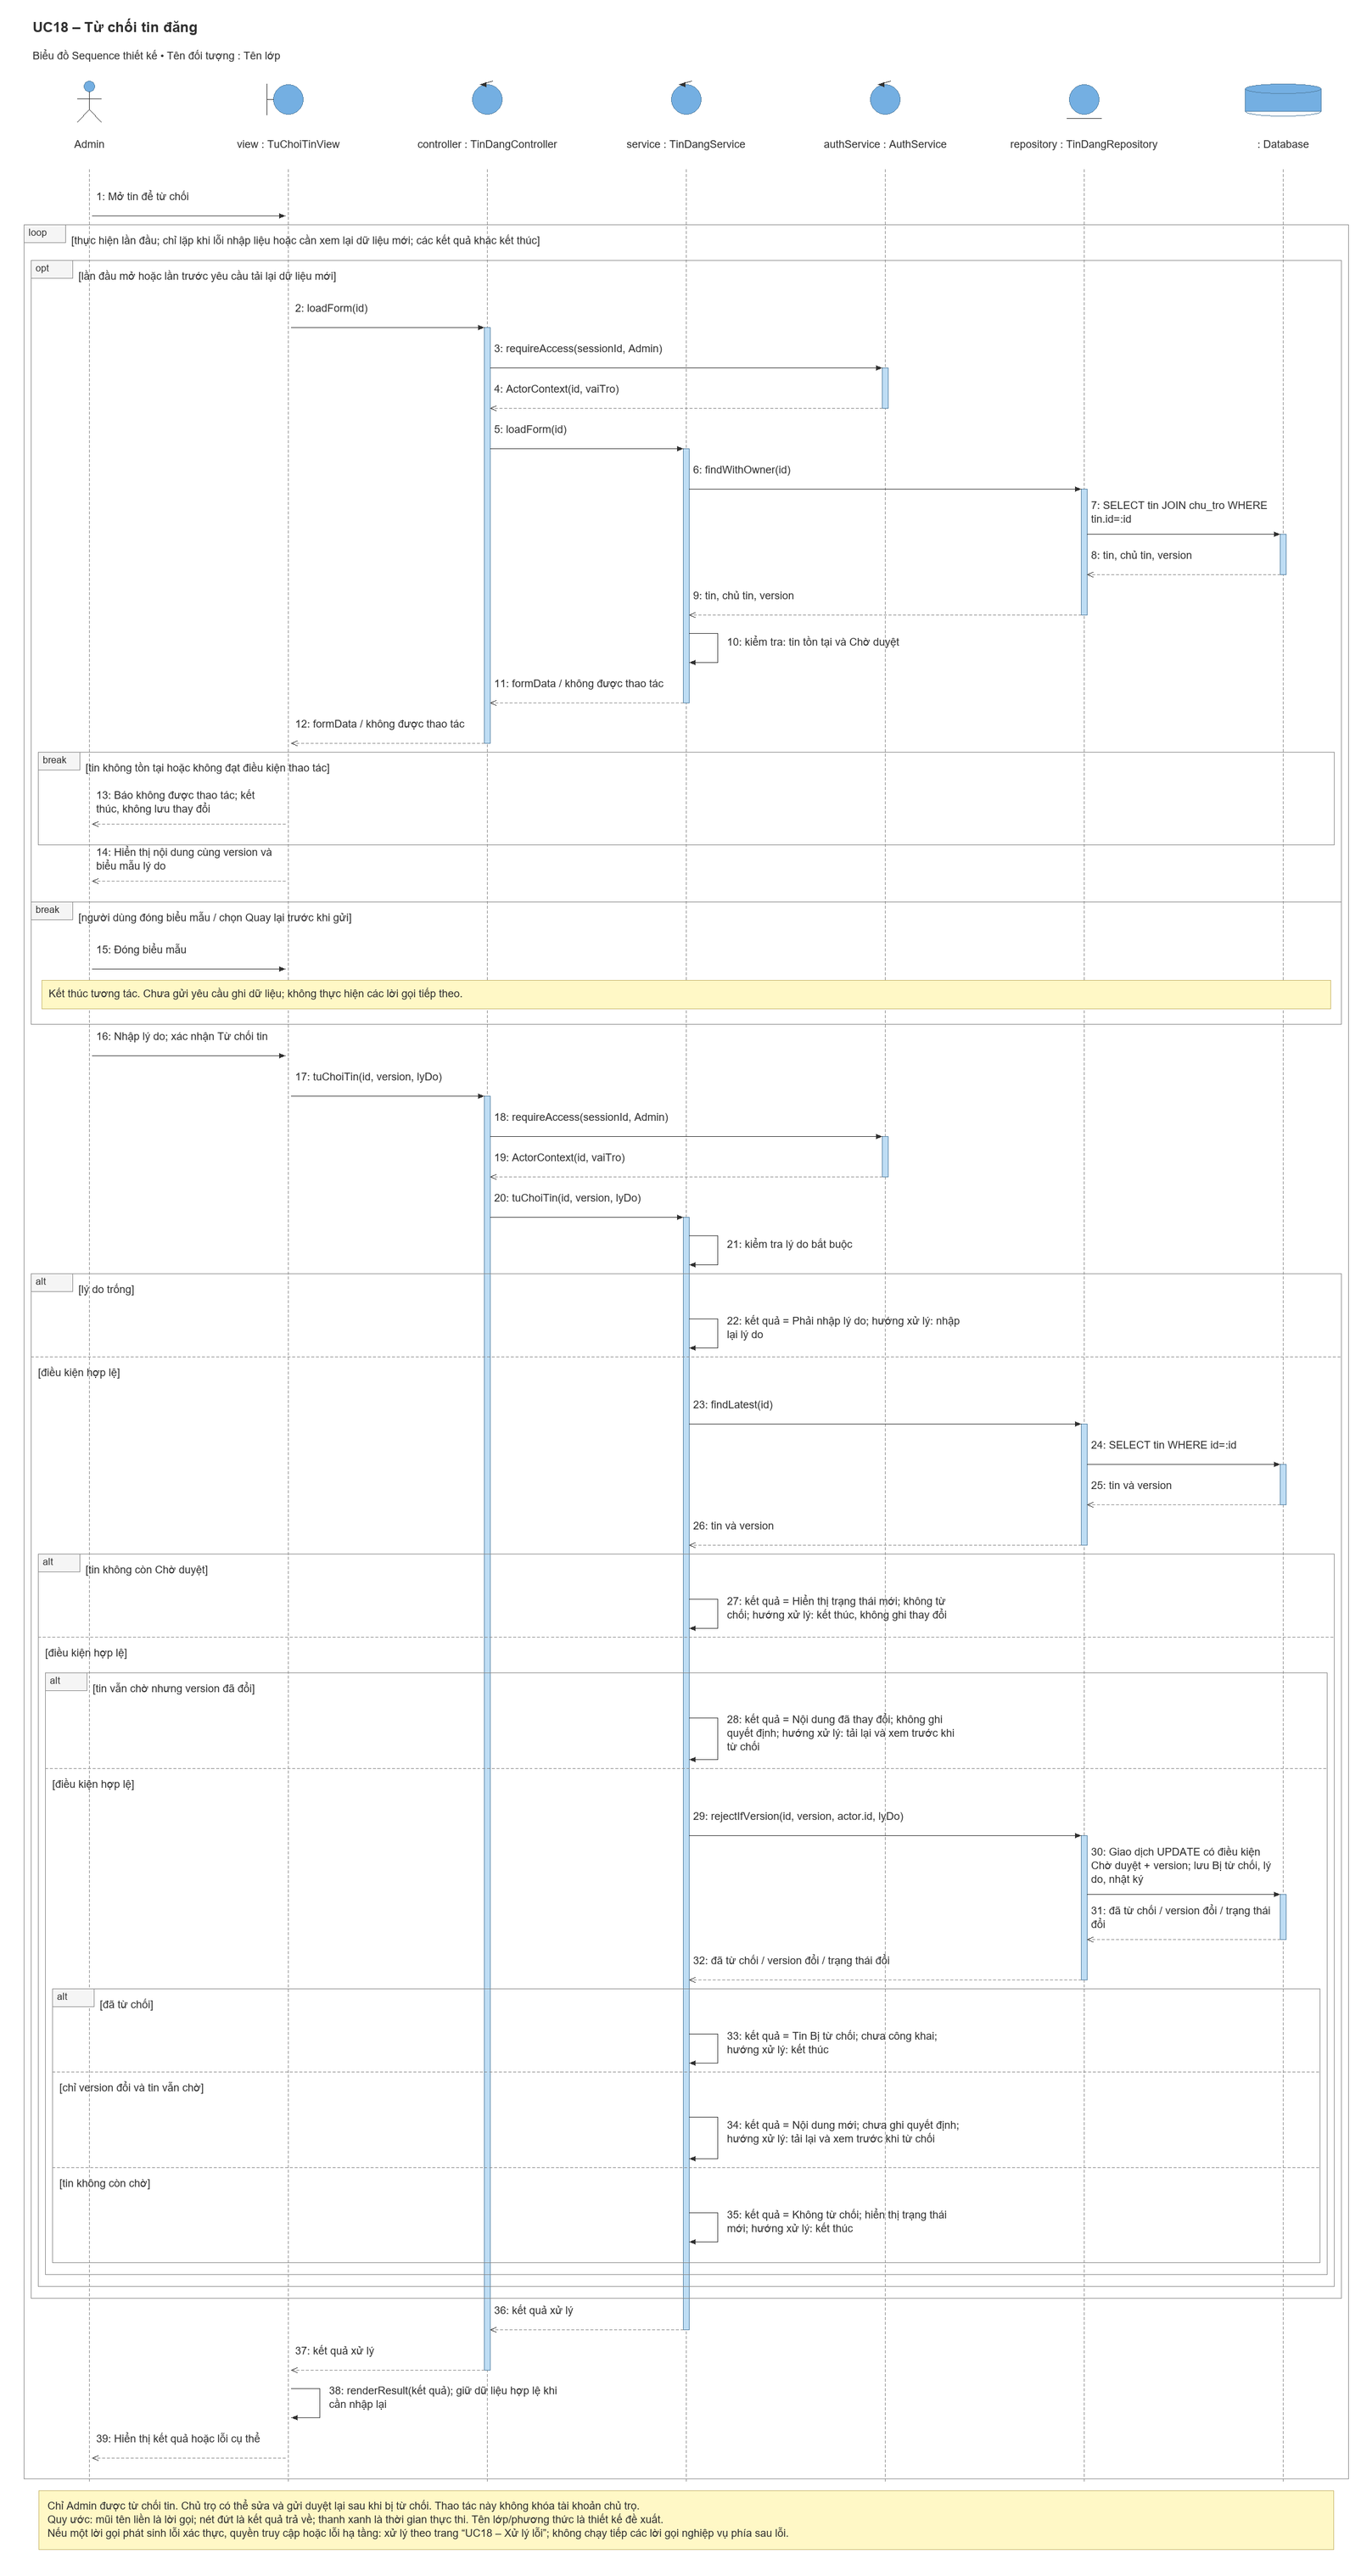 UC18 – Từ chối tin đăng
Biểu đồ Sequence thiết kế • Tên đối tượng : Tên lớp
Admin
view : TuChoiTinView
controller : TinDangController
service : TinDangService
authService : AuthService
repository : TinDangRepository
: Database
1: Mở tin để từ chối
loop
[thực hiện lần đầu; chỉ lặp khi lỗi nhập liệu hoặc cần xem lại dữ liệu mới; các kết quả khác kết thúc]
opt
[lần đầu mở hoặc lần trước yêu cầu tải lại dữ liệu mới]
2: loadForm(id)
3: requireAccess(sessionId, Admin)
4: ActorContext(id, vaiTro)
5: loadForm(id)
6: findWithOwner(id)
7: SELECT tin JOIN chu_tro WHERE
tin.id=:id
8: tin, chủ tin, version
9: tin, chủ tin, version
10: kiểm tra: tin tồn tại và Chờ duyệt
11: formData / không được thao tác
12: formData / không được thao tác
break
[tin không tồn tại hoặc không đạt điều kiện thao tác]
13: Báo không được thao tác; kết
thúc, không lưu thay đổi
14: Hiển thị nội dung cùng version và
biểu mẫu lý do
break
[người dùng đóng biểu mẫu / chọn Quay lại trước khi gửi]
15: Đóng biểu mẫu
Kết thúc tương tác. Chưa gửi yêu cầu ghi dữ liệu; không thực hiện các lời gọi tiếp theo.
16: Nhập lý do; xác nhận Từ chối tin
17: tuChoiTin(id, version, lyDo)
18: requireAccess(sessionId, Admin)
19: ActorContext(id, vaiTro)
20: tuChoiTin(id, version, lyDo)
21: kiểm tra lý do bắt buộc
alt
[lý do trống]
22: kết quả = Phải nhập lý do; hướng xử lý: nhập
lại lý do
[điều kiện hợp lệ]
23: findLatest(id)
24: SELECT tin WHERE id=:id
25: tin và version
26: tin và version
alt
[tin không còn Chờ duyệt]
27: kết quả = Hiển thị trạng thái mới; không từ
chối; hướng xử lý: kết thúc, không ghi thay đổi
[điều kiện hợp lệ]
alt
[tin vẫn chờ nhưng version đã đổi]
28: kết quả = Nội dung đã thay đổi; không ghi
quyết định; hướng xử lý: tải lại và xem trước khi
từ chối
[điều kiện hợp lệ]
29: rejectIfVersion(id, version, actor.id, lyDo)
30: Giao dịch UPDATE có điều kiện
Chờ duyệt + version; lưu Bị từ chối, lý
do, nhật ký
31: đã từ chối / version đổi / trạng thái
đổi
32: đã từ chối / version đổi / trạng thái đổi
alt
[đã từ chối]
33: kết quả = Tin Bị từ chối; chưa công khai;
hướng xử lý: kết thúc
[chỉ version đổi và tin vẫn chờ]
34: kết quả = Nội dung mới; chưa ghi quyết định;
hướng xử lý: tải lại và xem trước khi từ chối
[tin không còn chờ]
35: kết quả = Không từ chối; hiển thị trạng thái
mới; hướng xử lý: kết thúc
36: kết quả xử lý
37: kết quả xử lý
38: renderResult(kết quả); giữ dữ liệu hợp lệ khi
cần nhập lại
39: Hiển thị kết quả hoặc lỗi cụ thể
Chỉ Admin được từ chối tin. Chủ trọ có thể sửa và gửi duyệt lại sau khi bị từ chối. Thao tác này không khóa tài khoản chủ trọ.
Quy ước: mũi tên liền là lời gọi; nét đứt là kết quả trả về; thanh xanh là thời gian thực thi. Tên lớp/phương thức là thiết kế đề xuất.
Nếu một lời gọi phát sinh lỗi xác thực, quyền truy cập hoặc lỗi hạ tầng: xử lý theo trang “UC18 – Xử lý lỗi”; không chạy tiếp các lời gọi nghiệp vụ phía sau lỗi.